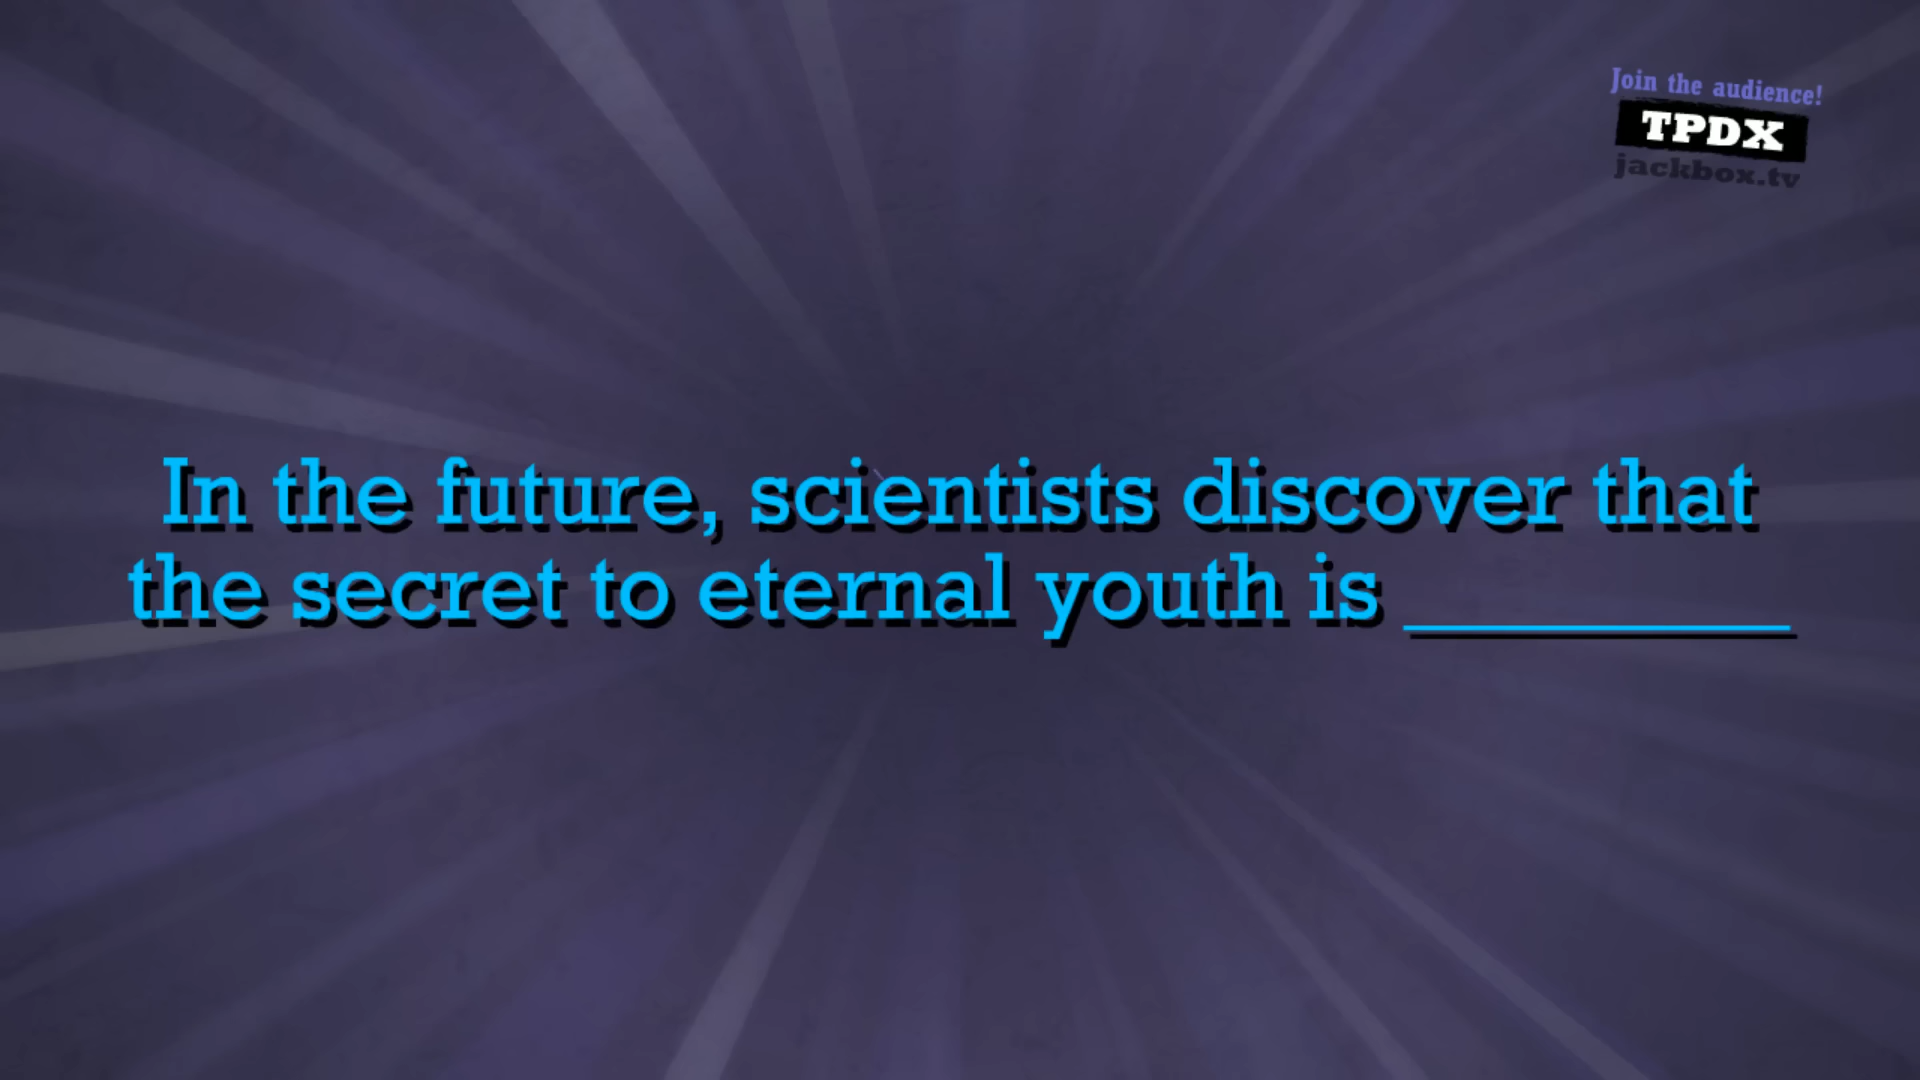 Join the audience!
TPDX
jackbox.tv
In the future, scientists discover that
the secret to eternal youth is ________